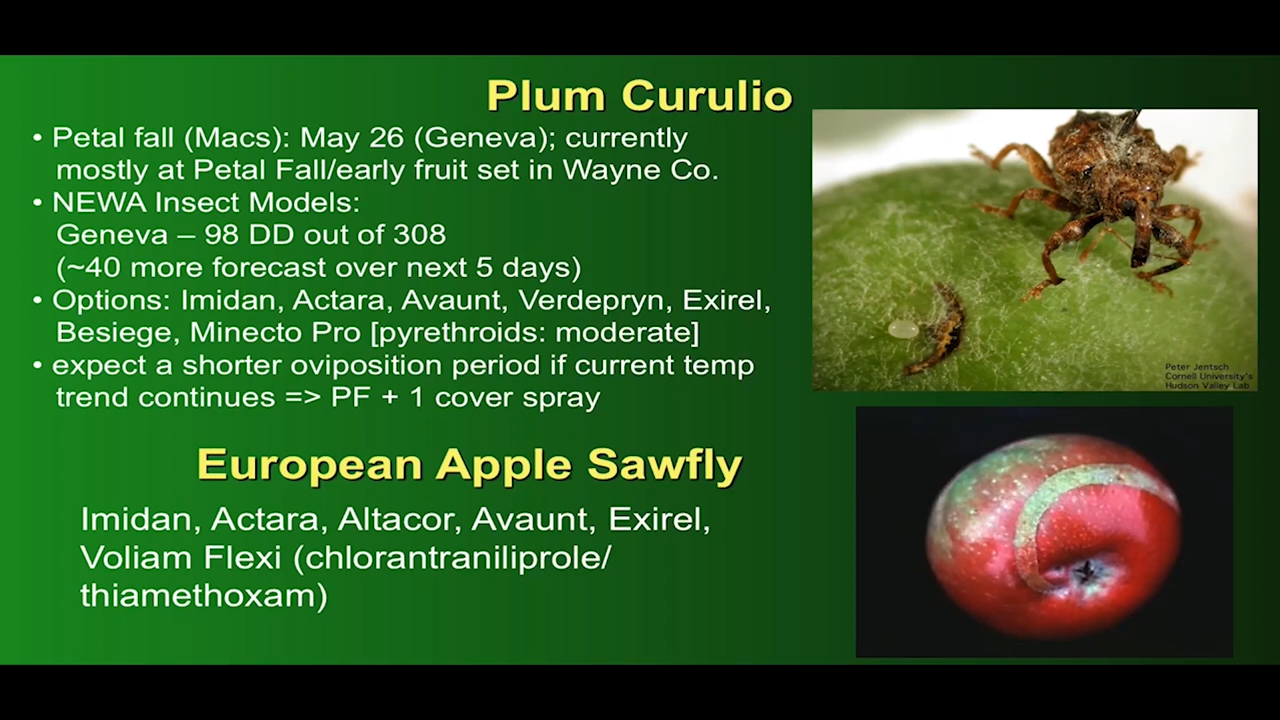 Plum Curulio
• Petal fall (Macs): May 26 (Geneva); currently
mostly at Petal Fall/early fruit set in Wayne Co.
• NEWA Insect Models:
Geneva – 98 DD out of 308
(~40 more forecast over next 5 days)
• Options: Imidan, Actara, Avaunt, Verdepryn, Exirel,
Besiege, Minecto Pro [pyrethroids: moderate]
• expect a shorter oviposition period if current temp
trend continues => PF + 1 cover spray
Peter Jentsch
Cornell University's
Hudson Valley Lab
European Apple Sawfly
Imidan, Actara, Altacor, Avaunt, Exirel,
Voliam Flexi (chlorantraniliprole/
thiamethoxam)